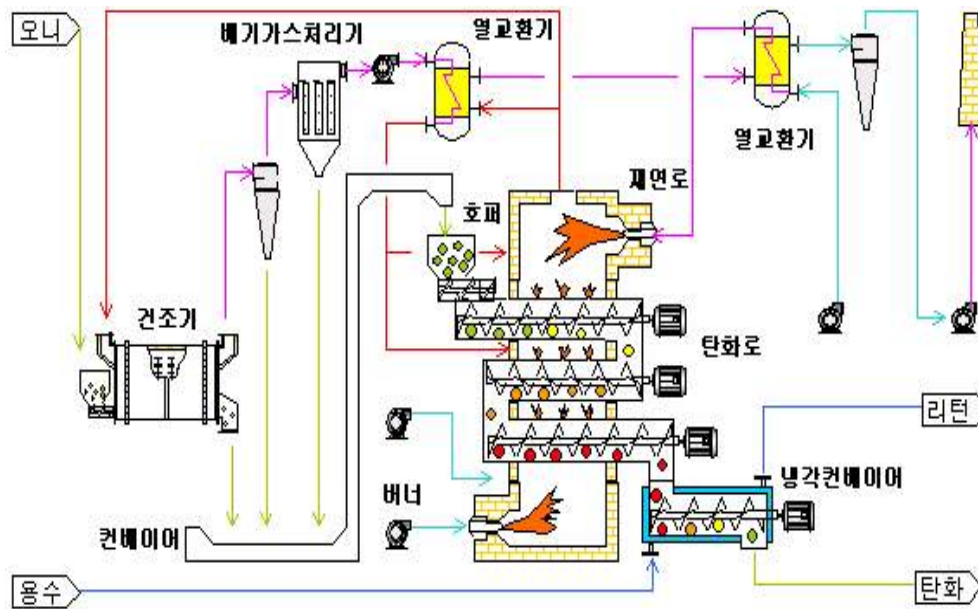 오니
배기가스처리기
열교환기
열교환기
재연로
호퍼
건조기
탄화로
리턴
냉각컨베이어
버너
컨베이어
용수
탄화